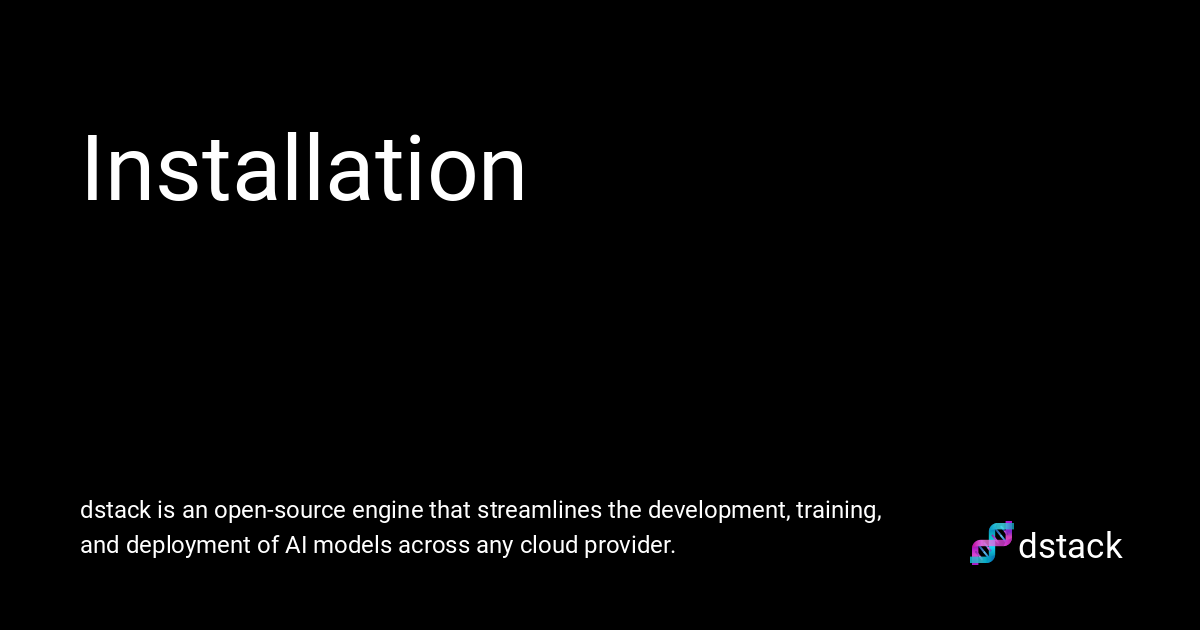 Installation
dstack is an open-source engine that streamlines the development, training,
and deployment of AI models across any cloud provider.
dstack